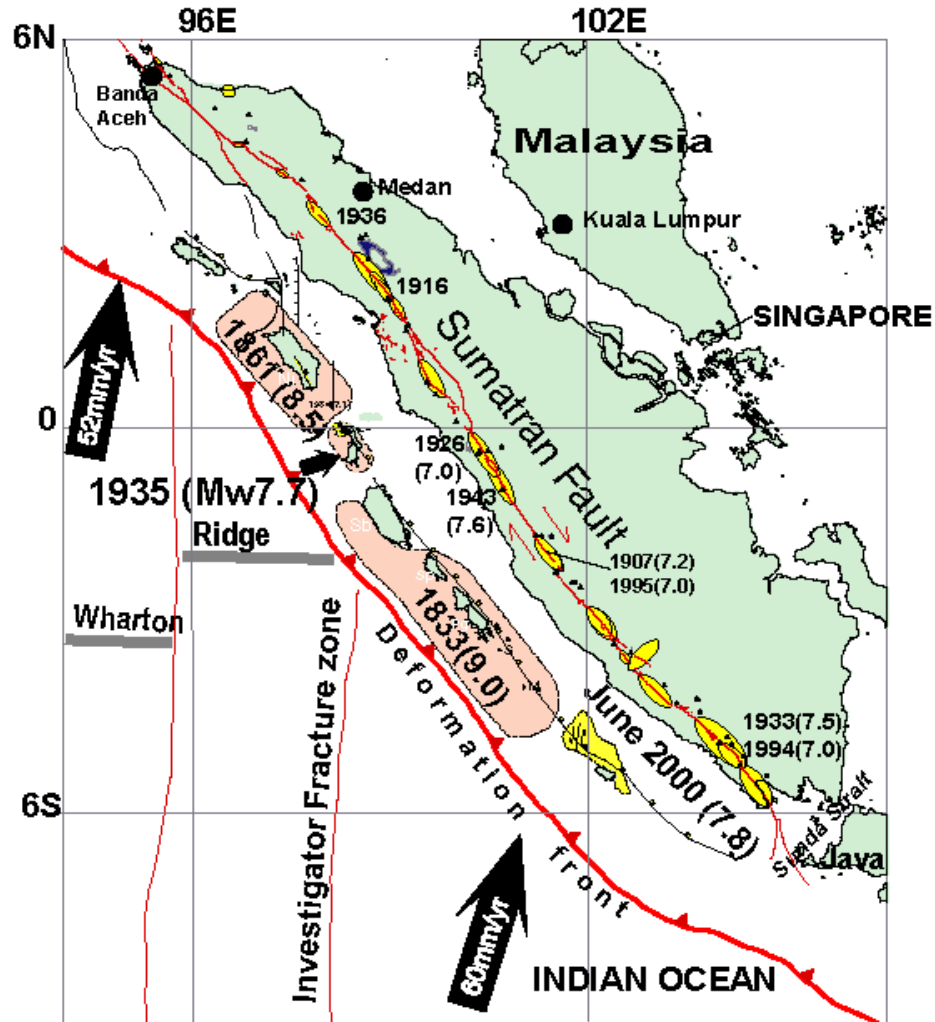 96E
102E
6N
Banda
Aceh
Malaysia
Medan
Kuala Lumpur
1936
1916
SINGAPORE
Sumatran Fault
52mm/yr
1861 (8.5)
0
1926
(7.0)
1935 (Mw7.7)
1943
(7.6)
Ridge
Sb
1907(7.2)
1995(7.0)
Wharton
1833(9.0)
Investigator Fracture zone
Deformation front
June 2000 (7.8)
1933(7.5)
1994(7.0)
6S
Sunda Strait
Java
60mm/yr
INDIAN OCEAN